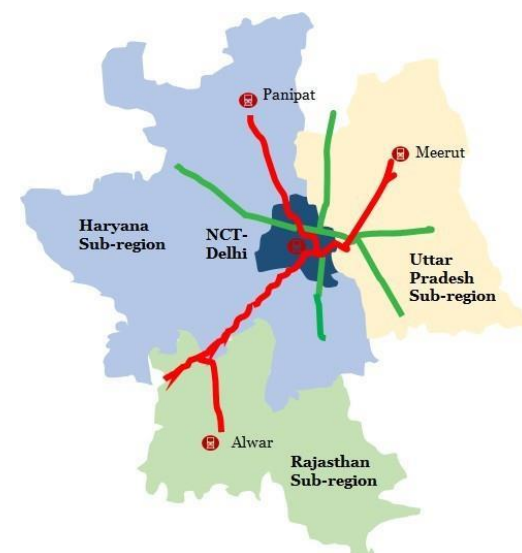 Panipat
Meerut
Haryana
Sub-region
NCT-
Delhi
Uttar
Pradesh
Sub-region
Alwar
Rajasthan
Sub-region